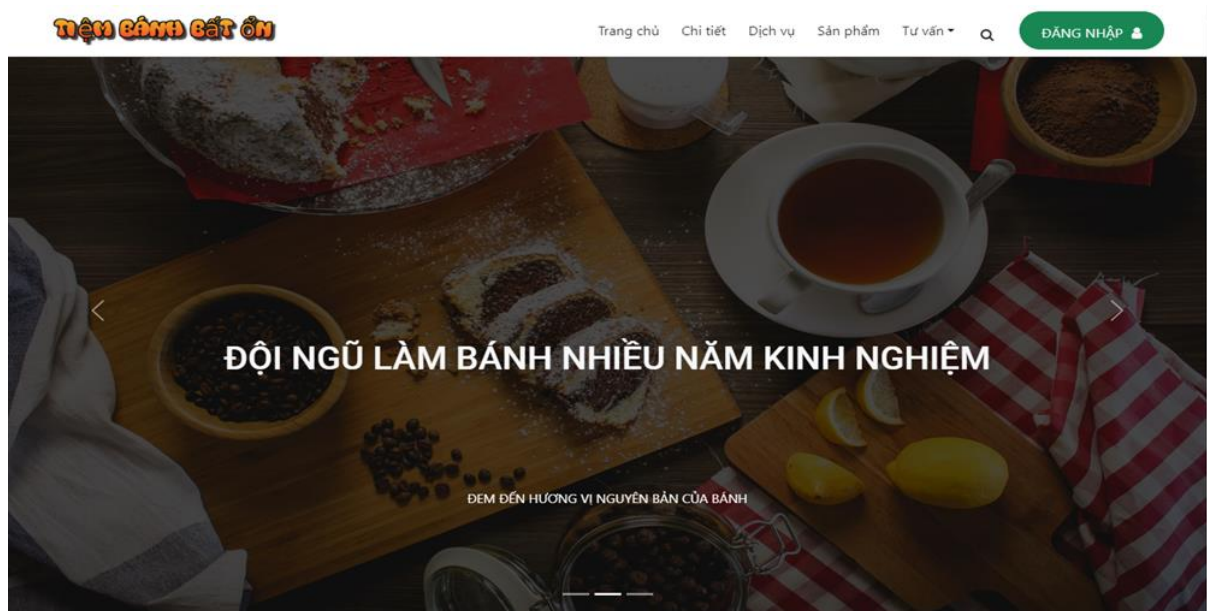 TIỆM BÁNH BẤT ỔN
Trang chủ Chi tiết Dịch vụ Sản phẩm Tư vấn ĐĂNG NHẬP
ĐỘI NGŨ LÀM BÁNH NHIỀU NĂM KINH NGHIỆM
ĐEM ĐẾN HƯƠNG VỊ NGUYÊN BẢN CỦA BÁNH